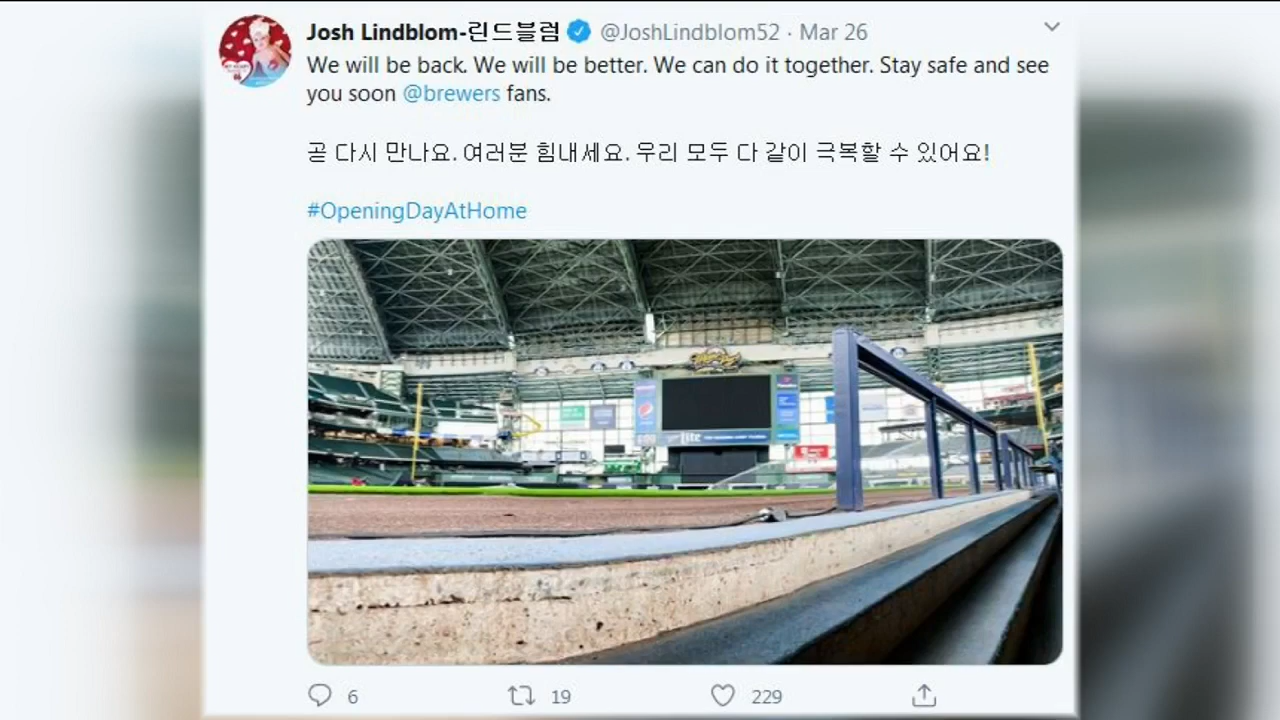 Josh Lindblom-린드블럼 @JoshLindblom52 · Mar 26
We will be back. We will be better. We can do it together. Stay safe and see
you soon @brewers fans.
곧 다시 만나요. 여러분 힘내세요. 우리 모두 다 같이 극복할 수 있어요!
#OpeningDayAtHome
pepsi
Lite
6 19 229